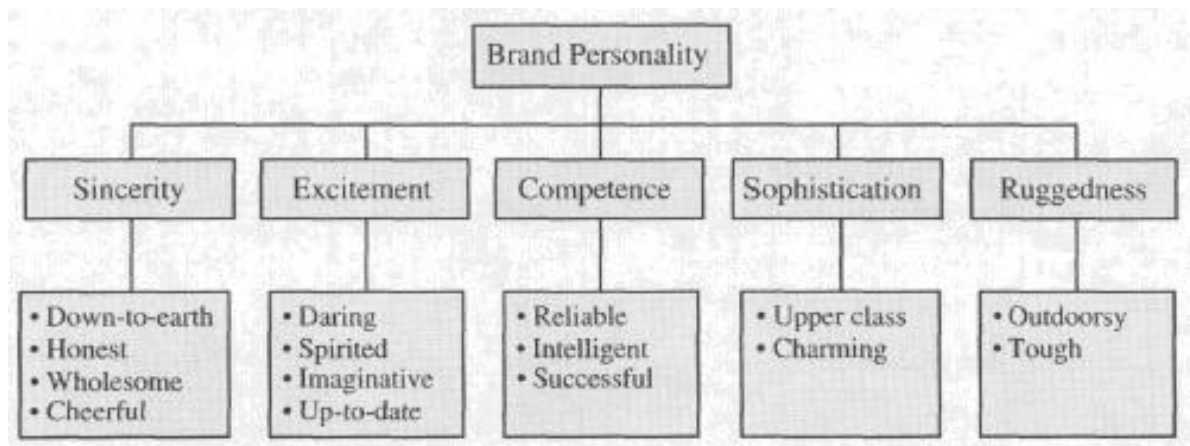 Brand Personality
Sincerity
Excitement
Competence
Sophistication
Ruggedness
• Down-to-earth
• Honest
• Wholesome
• Cheerful
• Daring
• Spirited
• Imaginative
• Up-to-date
• Reliable
• Intelligent
• Successful
• Upper class
• Charming
• Outdoorsy
• Tough